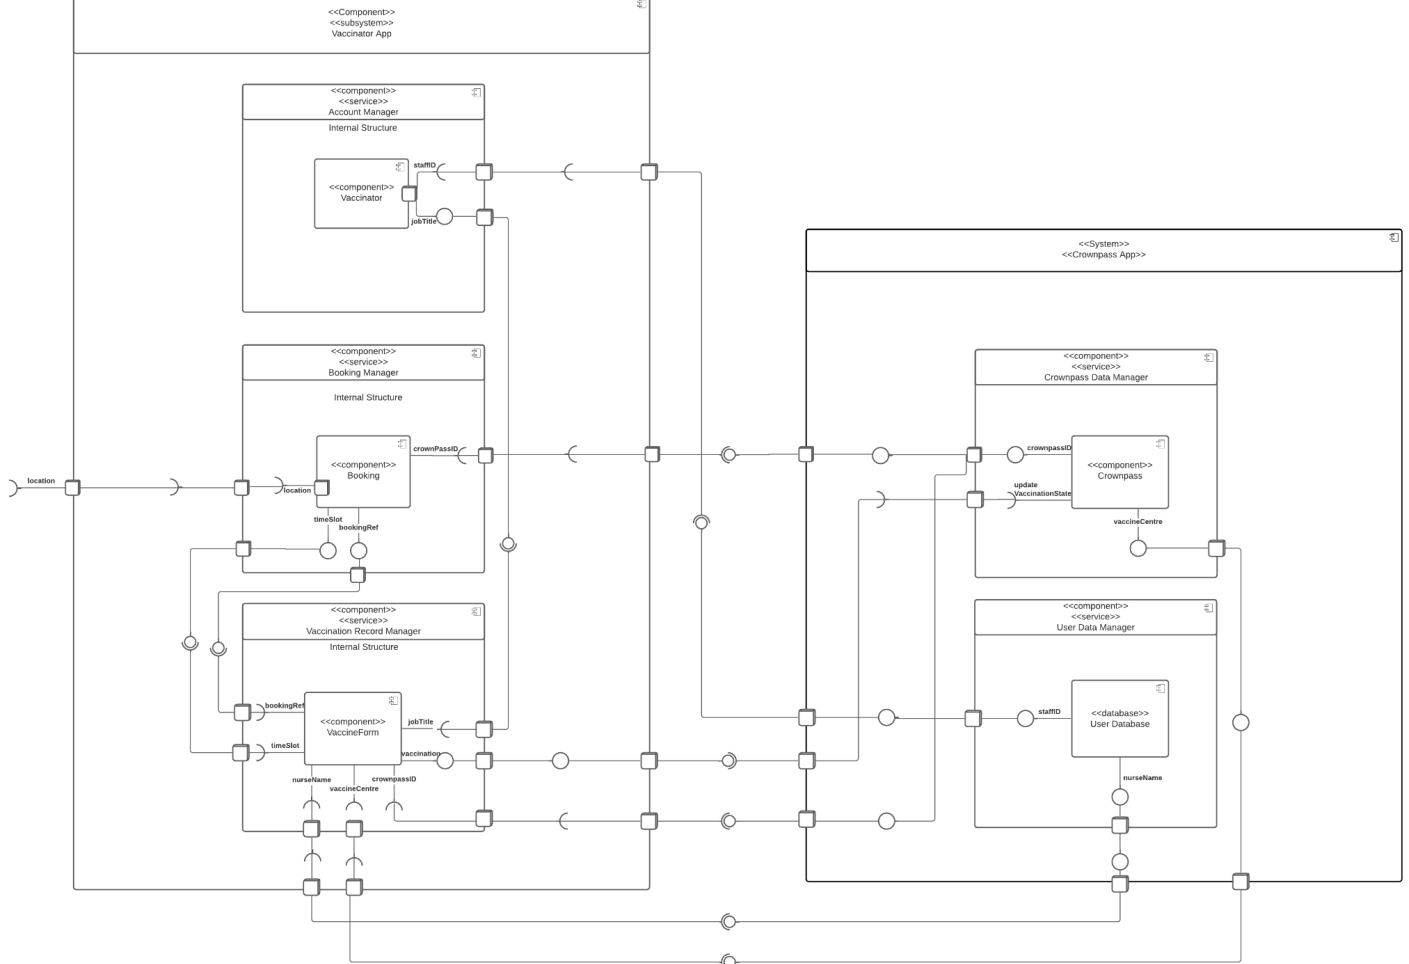 <<Component>>
<<subsystem>>
Vaccinator App
<<component>>
<<service>>
Account Manager
Internal Structure
staffID
<<component>>
Vaccinator
jobTitle
<<System>>
<<Crownpass App>>
<<component>>
<<service>>
Booking Manager
Internal Structure
crownPassID
<<component>>
Booking
location
location
timeSlot
bookingRef
<<component>>
<<service>>
Crownpass Data Manager
crownpassID
<<component>>
Crownpass
update
VaccinationState
vaccineCentre
<<component>>
<<service>>
Vaccination Record Manager
Internal Structure
bookingRef
<<component>>
VaccineForm
jobTitle
timeSlot
vaccination
nurseName
vaccineCentre
crownpassID
<<component>>
<<service>>
User Data Manager
staffID
<<database>>
User Database
nurseName